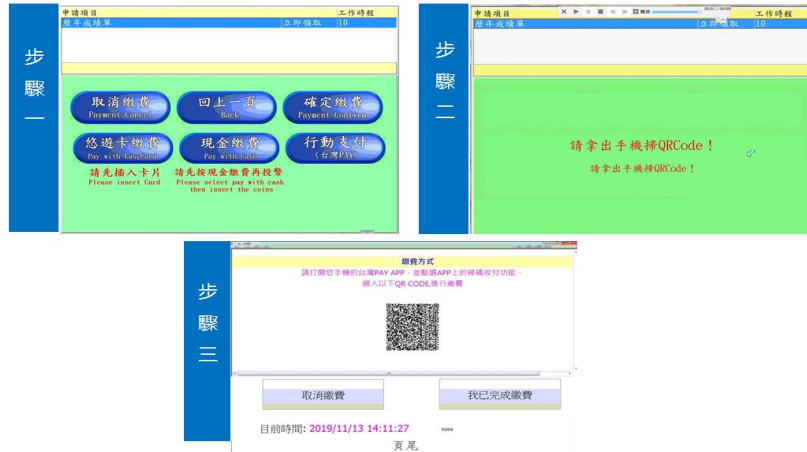 步驟一
申請項目 工作時程
歷年成績單 立即領取 10
取消繳費 回上一頁 確定繳費
Payment Cancel Back Payment Confirm
悠遊卡繳費 現金繳費 行動支付
Pay with Easycard Pay with Cash (台灣PAY)
請先插入卡片 請先按現金繳費再投幣
Please insert Card Please select pay with cash
then insert the coins
步驟二
申請項目 工作時程
歷年成績單 立即領取 10
請拿出手機掃QRCode！
請拿出手機掃QRCode！
步驟三
繳費方式
請打開您手機的台灣PAY APP，並點選APP上的掃碼收付功能，
掃入以下QR CODE,進行繳費
取消繳費 我已完成繳費
目前時間: 2019/11/13 14:11:27 none
頁尾